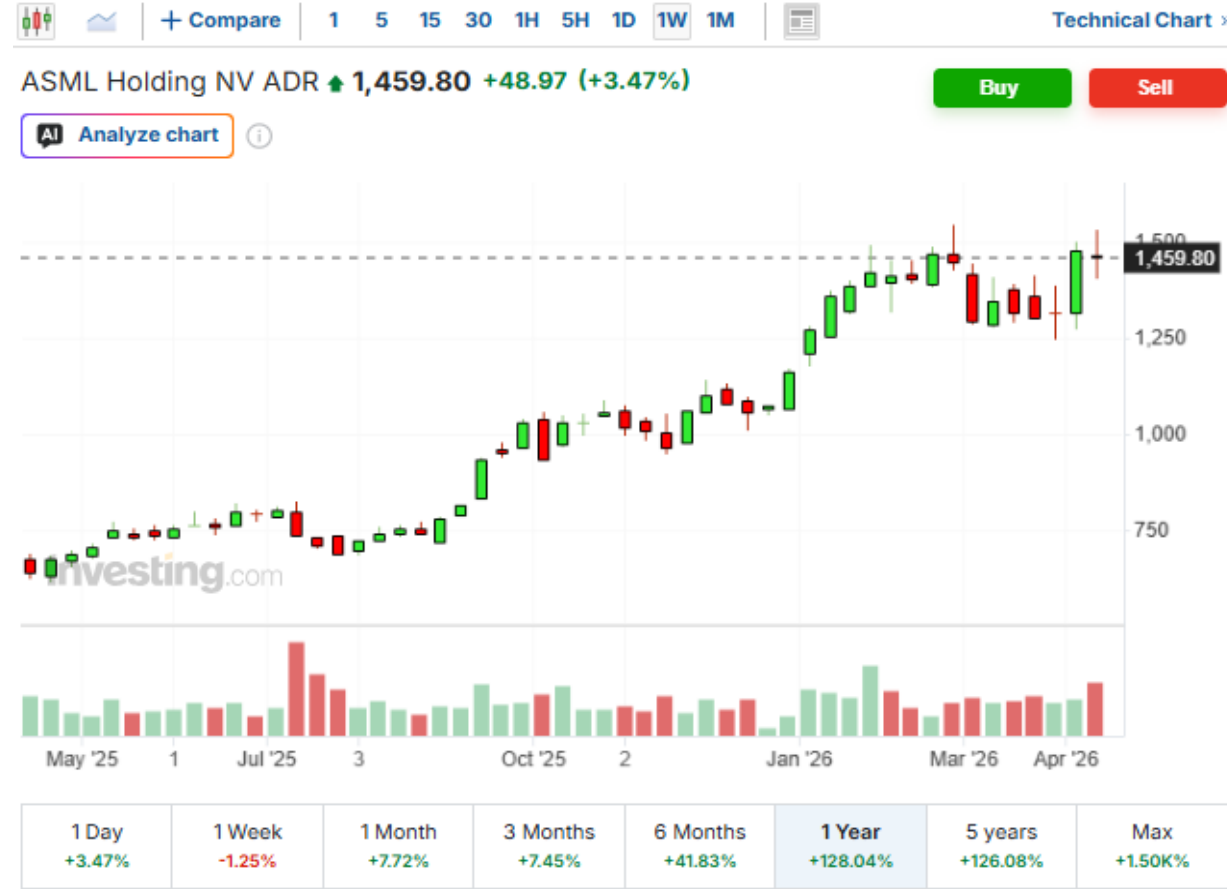 + Compare 1 5 15 30 1H 5H 1D 1W 1M Technical Chart »
ASML Holding NV ADR 1,459.80 +48.97 (+3.47%) Buy Sell
AI Analyze chart i
1,500
1,459.80
1,250
1,000
750
Investing.com
May '25 1 Jul '25 3 Oct '25 2 Jan '26 Mar '26 Apr '26
1 Day 1 Week 1 Month 3 Months 6 Months 1 Year 5 years Max
+3.47% -1.25% +7.72% +7.45% +41.83% +128.04% +126.08% +1.50K%